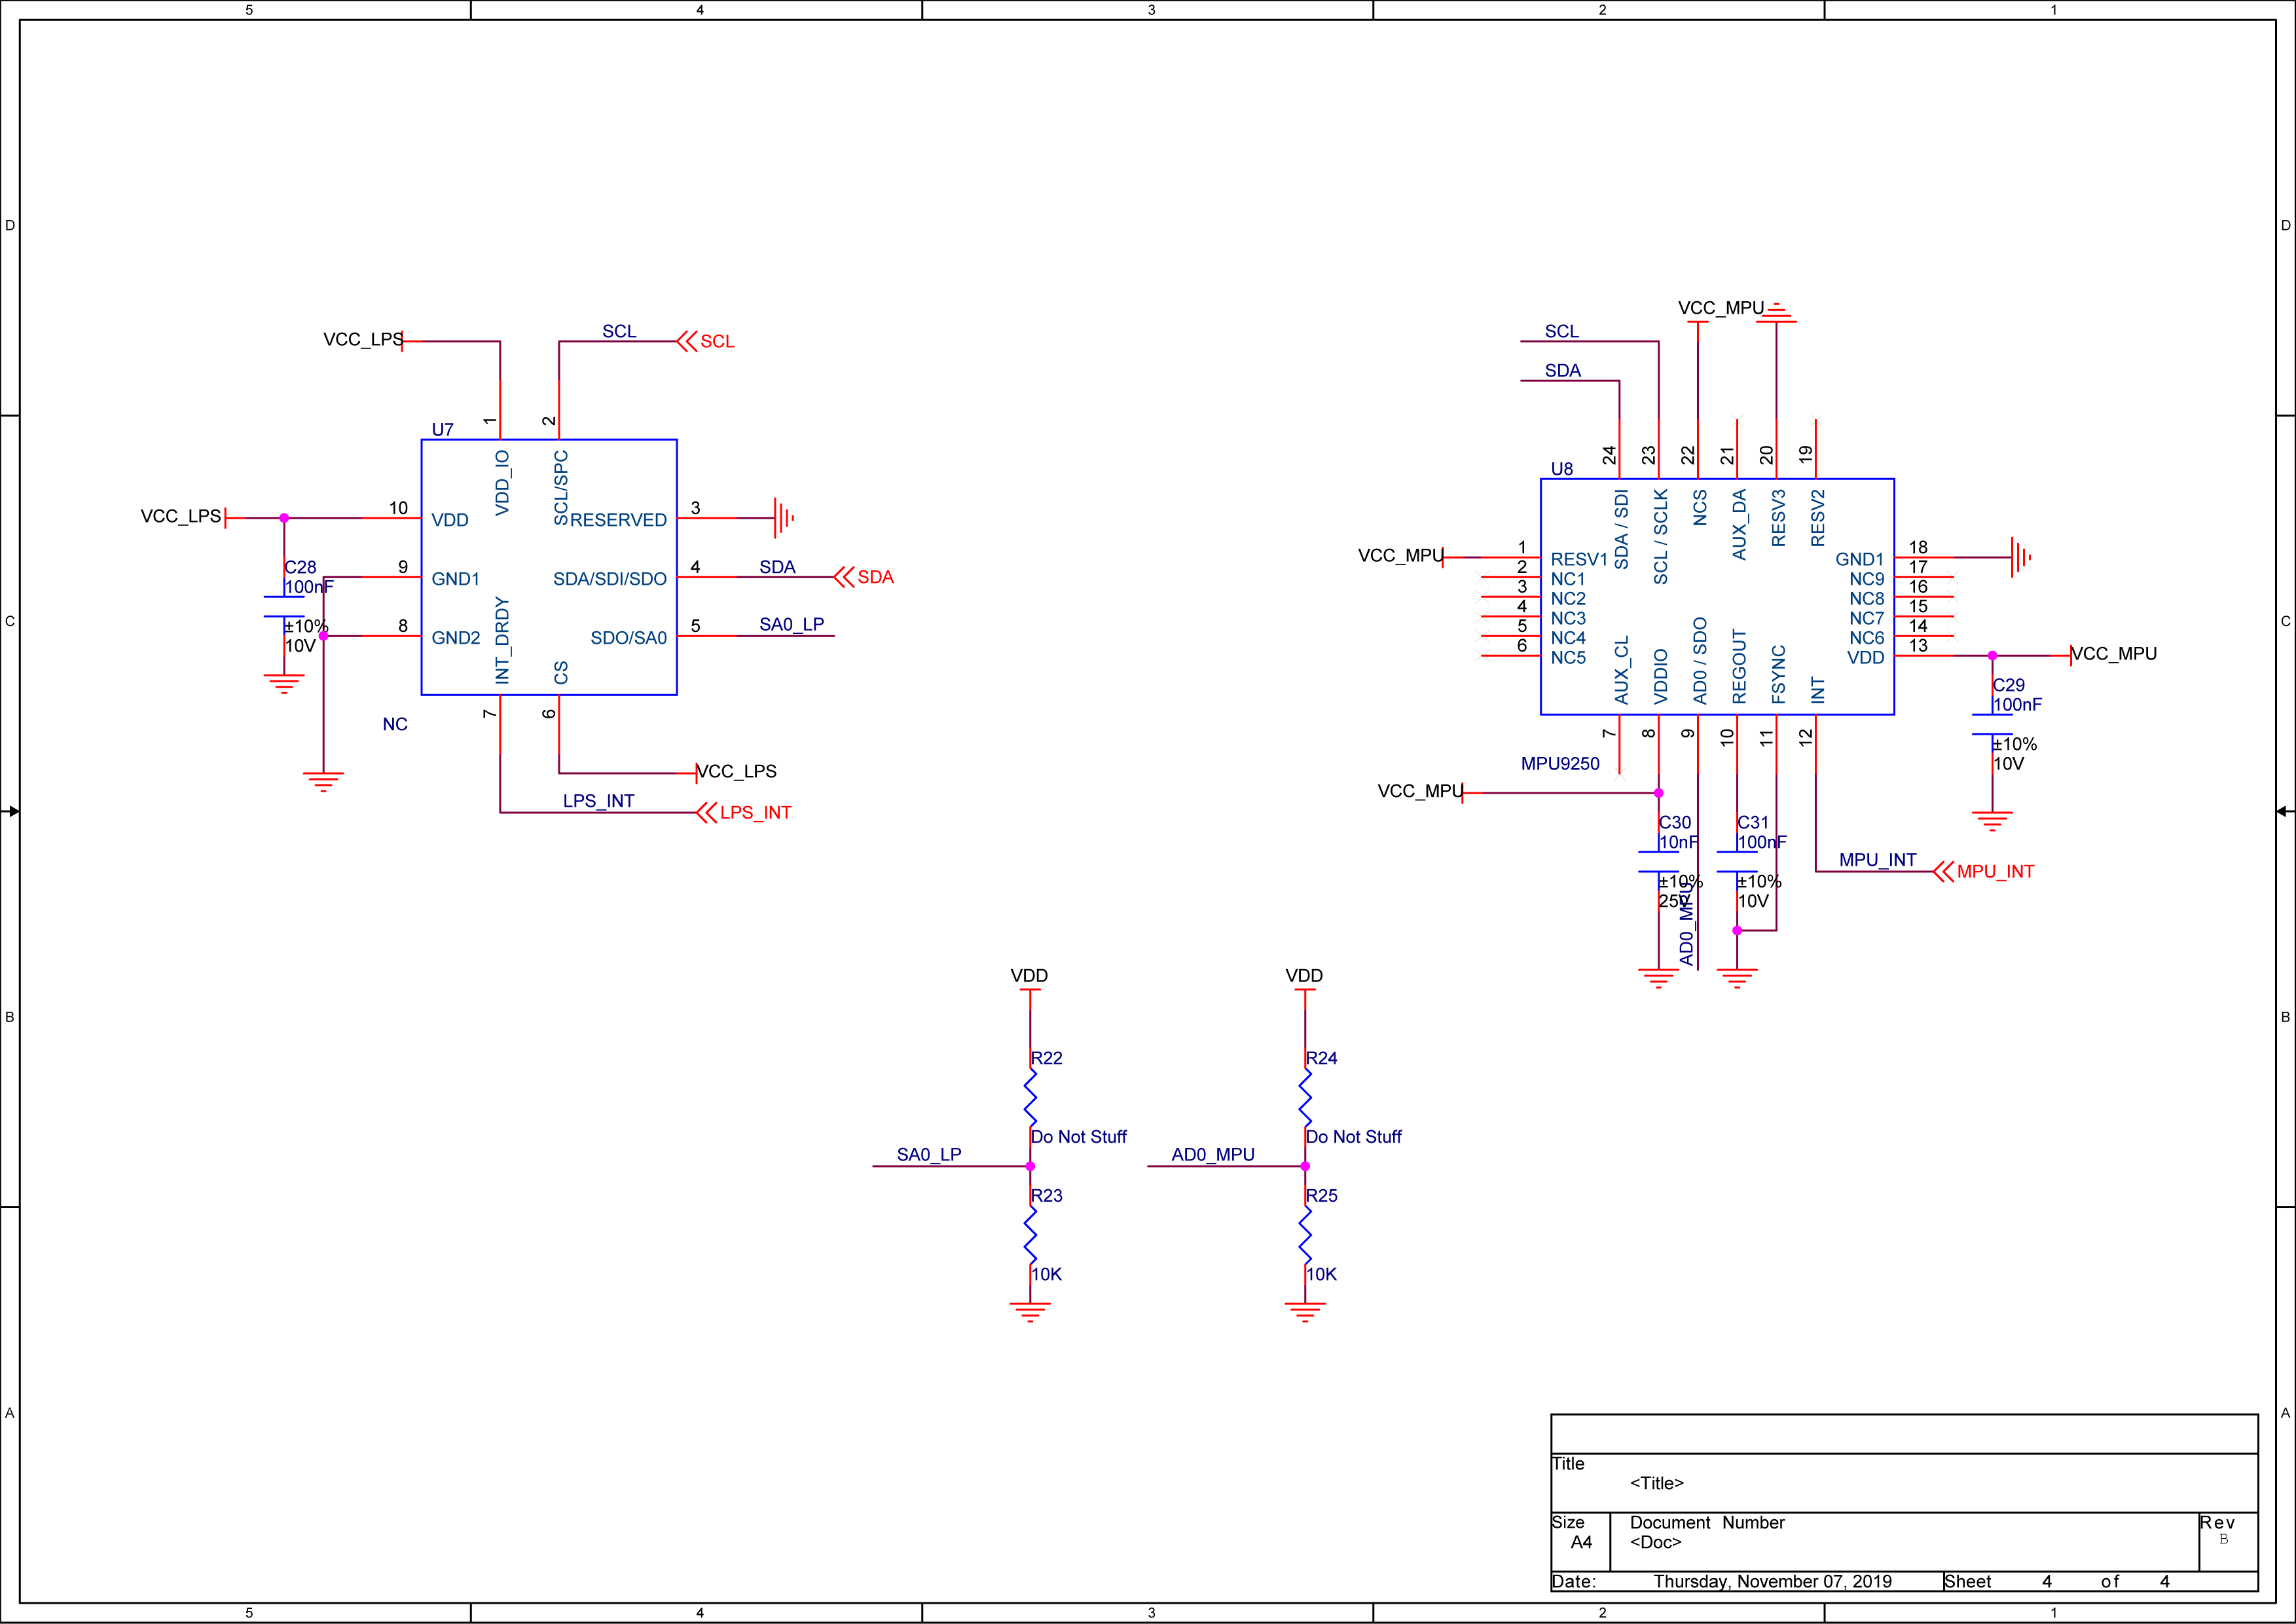 5 4 3 2 1
D D
C C
B B
A A
VCC_LPS
SCL
SCL
1
2
U7
VDD_IO
SCL/SPC
VCC_LPS
10
VDD
RESERVED
3
C28
100nF
±10%
10V
9
GND1
SDA/SDI/SDO
4
SDA
SDA
8
GND2
SDO/SA0
5
SA0_LP
INT_DRDY
CS
7
6
NC
VCC_LPS
LPS_INT
LPS_INT
VCC_MPU
SCL
SDA
24
23
22
21
20
19
U8
SDA / SDI
SCL / SCLK
NCS
AUX_DA
RESV3
RESV2
VCC_MPU
1
RESV1
2
NC1
3
NC2
4
NC3
5
NC4
6
NC5
GND1
18
NC9
17
NC8
16
NC7
15
NC6
14
VDD
13
VCC_MPU
C29
100nF
±10%
10V
AUX_CL
VDDIO
AD0 / SDO
REGOUT
FSYNC
INT
7
8
9
10
11
12
MPU9250
VCC_MPU
C30
10nF
±10%
25V
AD0_MPU
C31
100nF
±10%
10V
MPU_INT
MPU_INT
VDD
R22
Do Not Stuff
SA0_LP
R23
10K
VDD
R24
Do Not Stuff
AD0_MPU
R25
10K
Title
<Title>
Size
A4
Document Number
<Doc>
Rev
B
Date: Thursday, November 07, 2019
Sheet 4 of 4
5 4 3 2 1